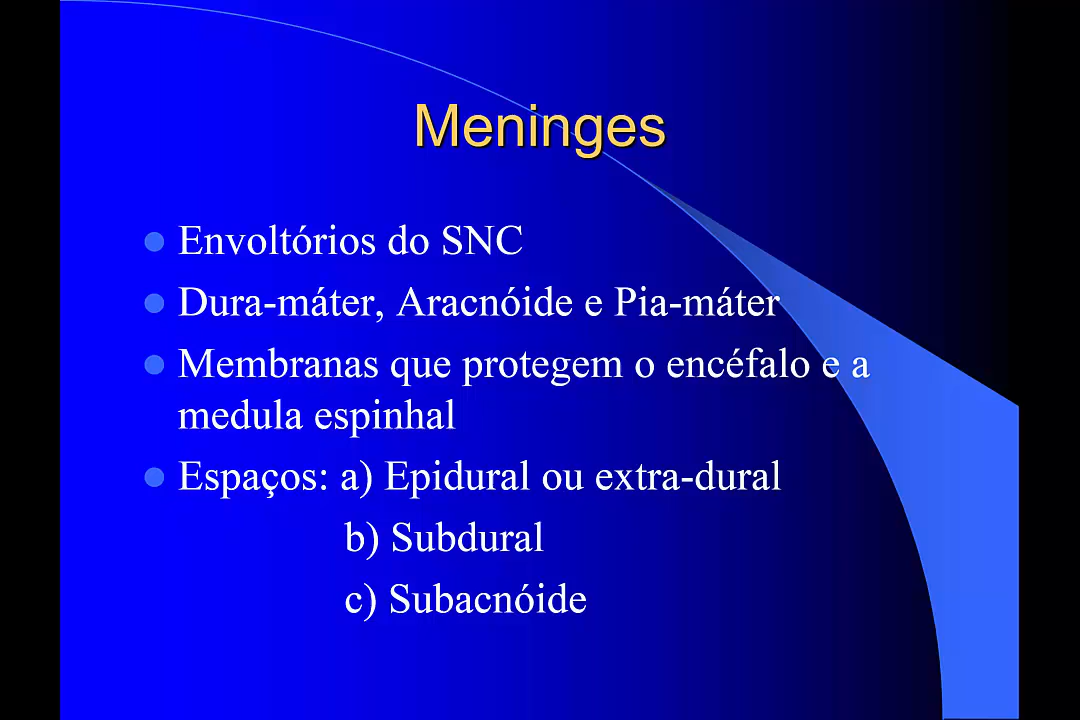 Meninges
Envoltórios do SNC
Dura-máter, Aracnóide e Pia-máter
Membranas que protegem o encéfalo e a
medula espinhal
Espaços: a) Epidural ou extra-dural
b) Subdural
c) Subacnóide